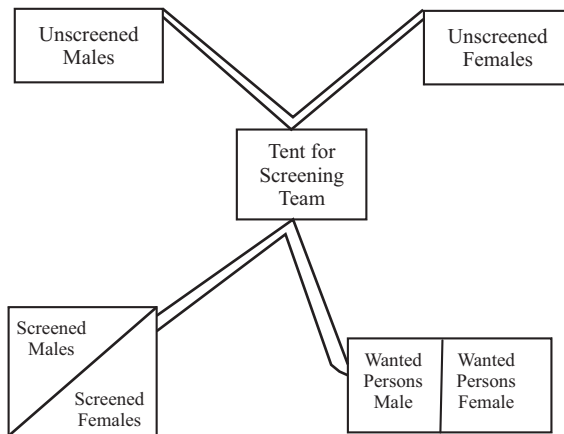 Unscreened
Males
Unscreened
Females
Tent for
Screening
Team
Screened
Males
Screened
Females
Wanted
Persons
Male
Wanted
Persons
Female